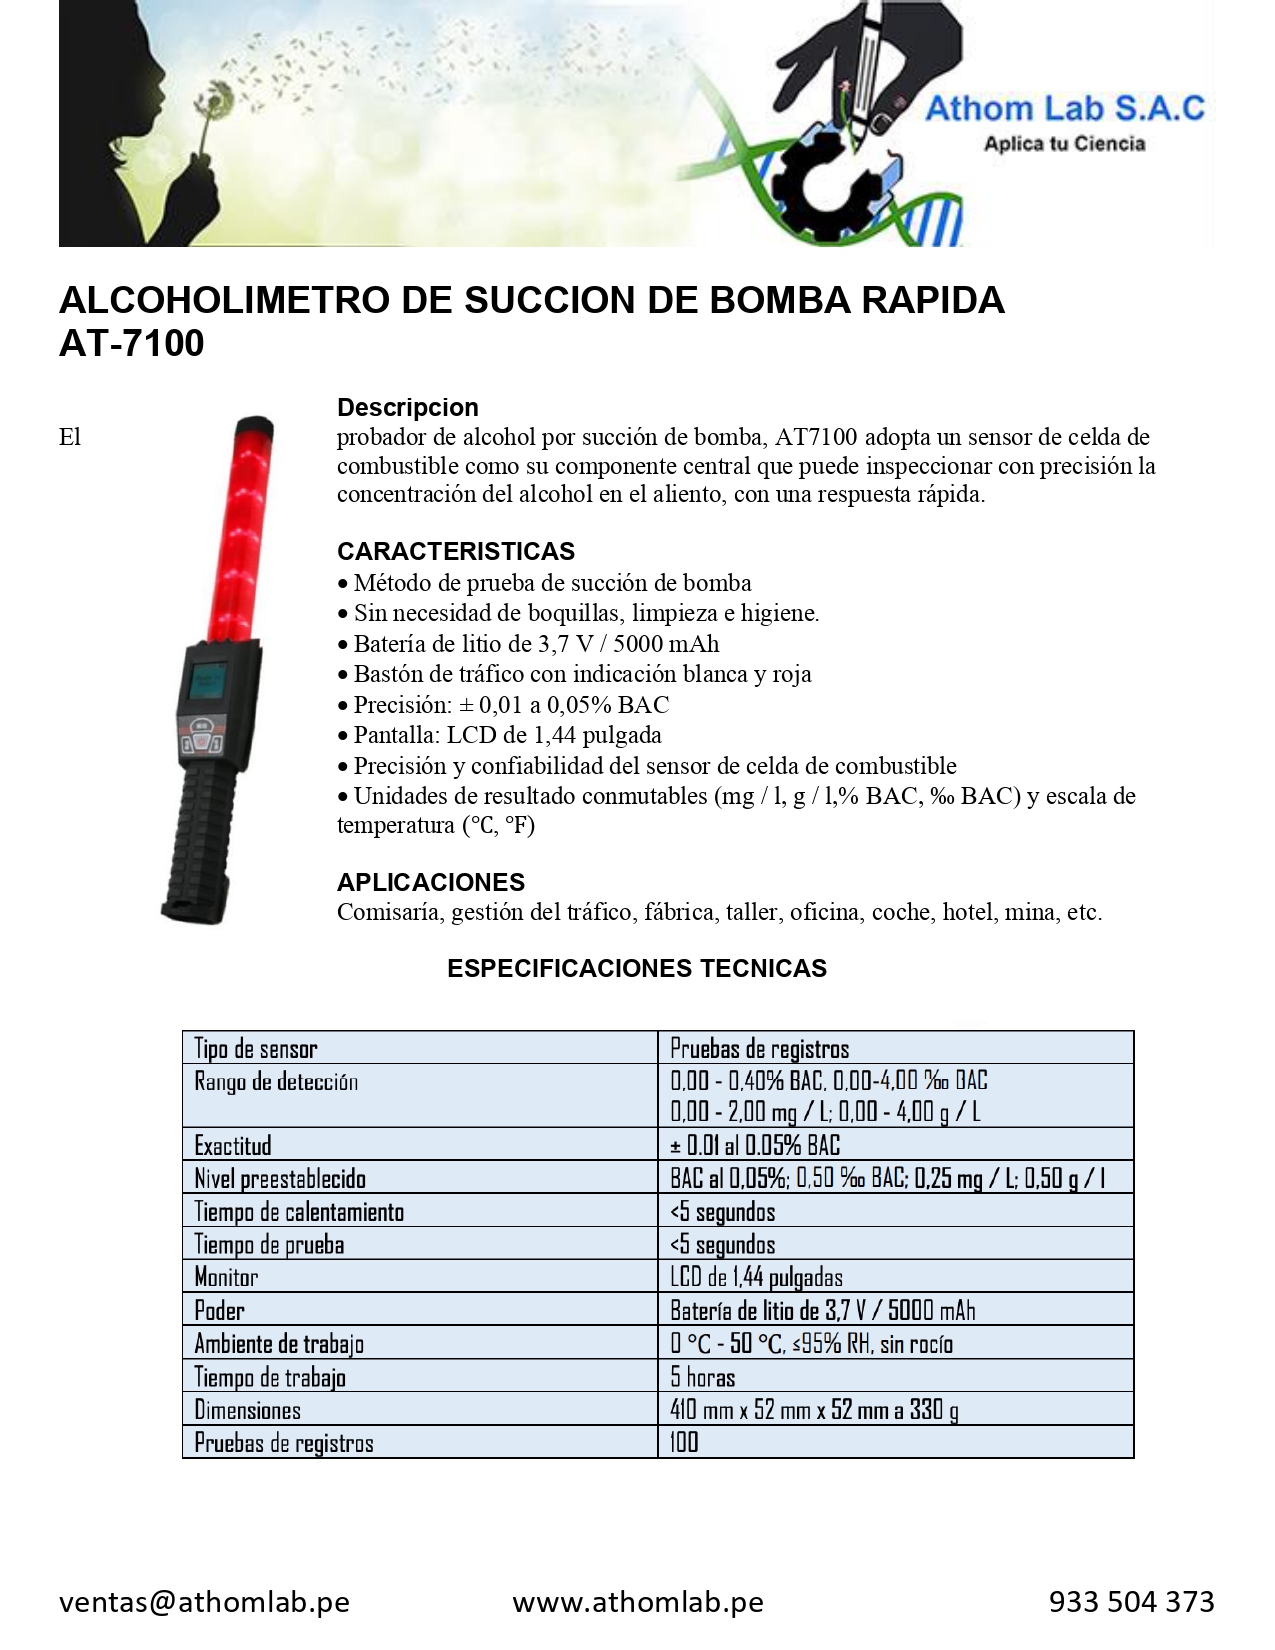 Athom Lab S.A.C
Aplica tu Ciencia
ALCOHOLIMETRO DE SUCCION DE BOMBA RAPIDA
AT-7100
Descripcion
El probador de alcohol por succión de bomba, AT7100 adopta un sensor de celda de
combustible como su componente central que puede inspeccionar con precisión la
concentración del alcohol en el aliento, con una respuesta rápida.
CARACTERISTICAS
• Método de prueba de succión de bomba
• Sin necesidad de boquillas, limpieza e higiene.
• Batería de litio de 3,7 V / 5000 mAh
• Bastón de tráfico con indicación blanca y roja
• Precisión: ± 0,01 a 0,05% BAC
• Pantalla: LCD de 1,44 pulgada
• Precisión y confiabilidad del sensor de celda de combustible
• Unidades de resultado conmutables (mg / l, g / l,% BAC, ‰ BAC) y escala de
temperatura (℃, ℉)
APLICACIONES
Comisaría, gestión del tráfico, fábrica, taller, oficina, coche, hotel, mina, etc.
ESPECIFICACIONES TECNICAS
Tipo de sensor Pruebas de registros
Rango de detección 0,00 - 0,40% BAC, 0,00-4,00 ‰ BAC
0,00 - 2,00 mg / L; 0,00 - 4,00 g / L
Exactitud ± 0.01 al 0.05% BAC
Nivel preestablecido BAC al 0,05%; 0,50 ‰ BAC; 0,25 mg / L; 0,50 g / l
Tiempo de calentamiento <5 segundos
Tiempo de prueba <5 segundos
Monitor LCD de 1,44 pulgadas
Poder Batería de litio de 3,7 V / 5000 mAh
Ambiente de trabajo 0 ℃ - 50 ℃, ≤95% RH, sin rocío
Tiempo de trabajo 5 horas
Dimensiones 410 mm x 52 mm x 52 mm a 330 g
Pruebas de registros 100
ventas@athomlab.pe www.athomlab.pe 933 504 373